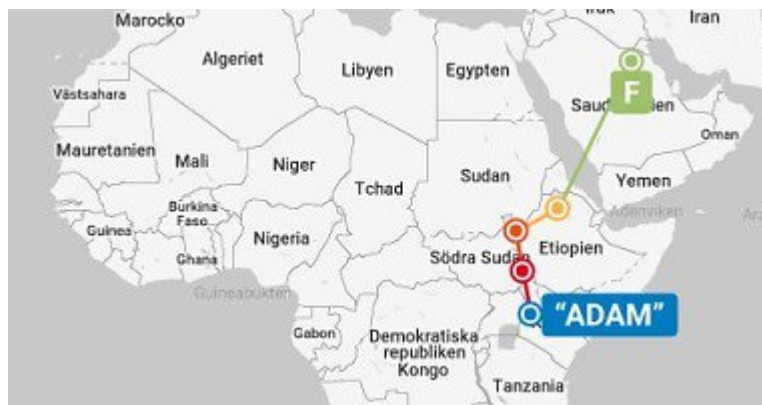 Marocko
Irak
Iran
Algeriet
Libyen
Egypten
F
Västsahara
Oman
Mauretanien
Mali
Niger
Tchad
Sudan
Yemen
Burkina
Faso
Adenviken
Guinea
Nigeria
Etiopien
Södra Sudan
Ghana
Guineabukten
"ADAM"
Gabon
Demokratiska
republiken
Kongo
Tanzania